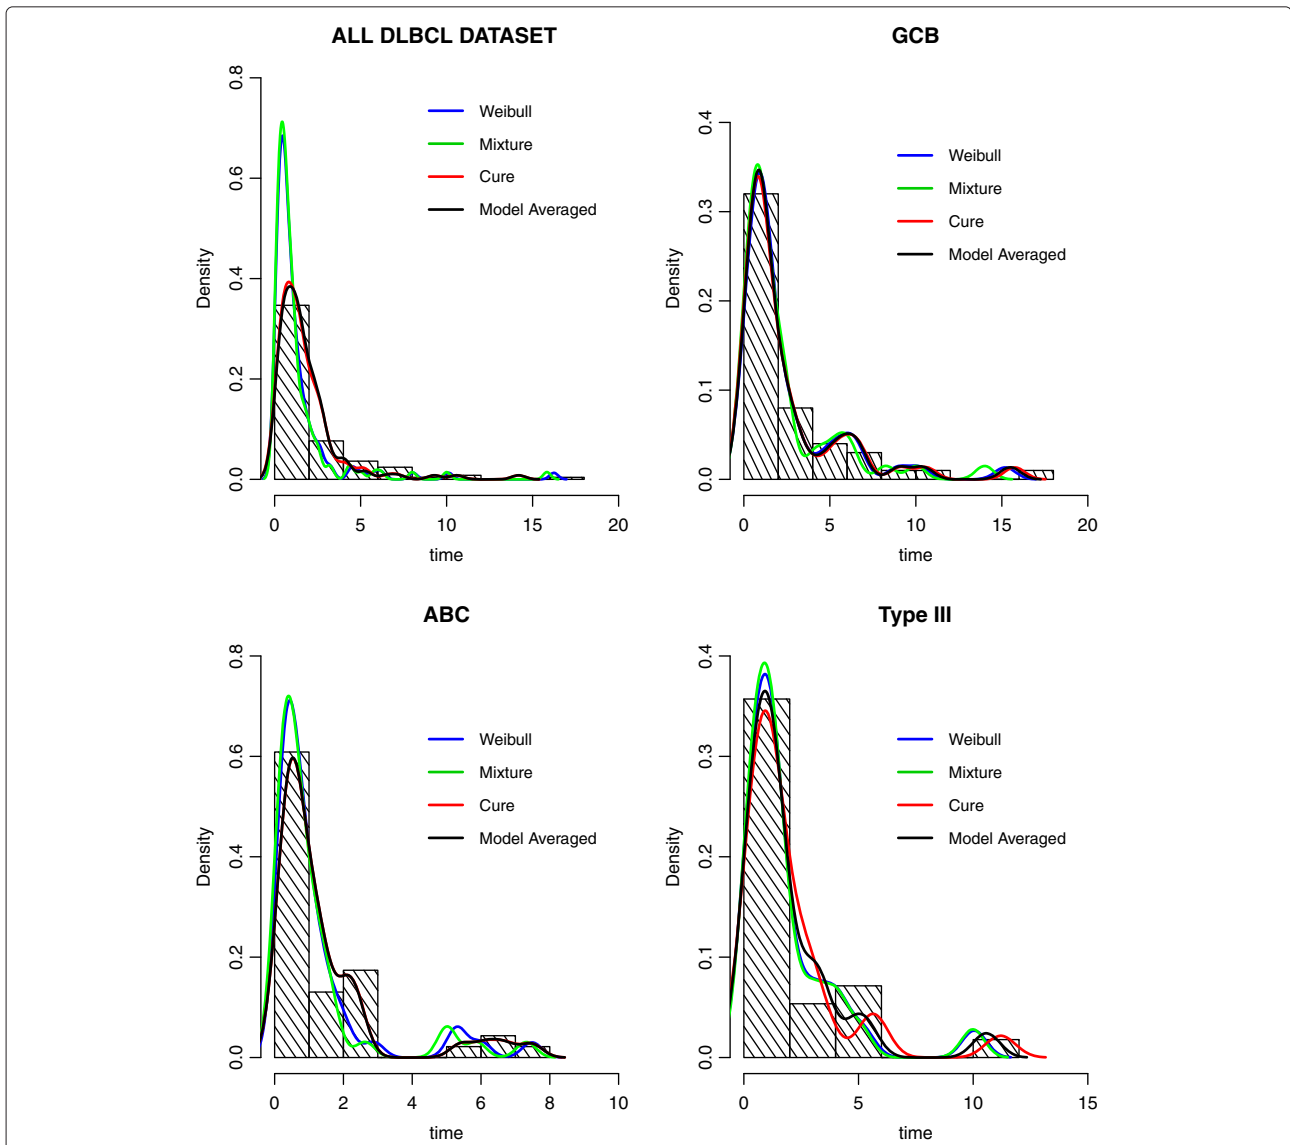 ALL DLBCL DATASET
Density
0.0 0.2 0.4 0.6 0.8
Weibull
Mixture
Cure
Model Averaged
0 5 10 15 20
time
GCB
Density
0.0 0.1 0.2 0.3 0.4
Weibull
Mixture
Cure
Model Averaged
0 5 10 15 20
time
ABC
Density
0.0 0.2 0.4 0.6 0.8
Weibull
Mixture
Cure
Model Averaged
0 2 4 6 8 10
time
Type III
Density
0.0 0.1 0.2 0.3 0.4
Weibull
Mixture
Cure
Model Averaged
0 5 10 15
time